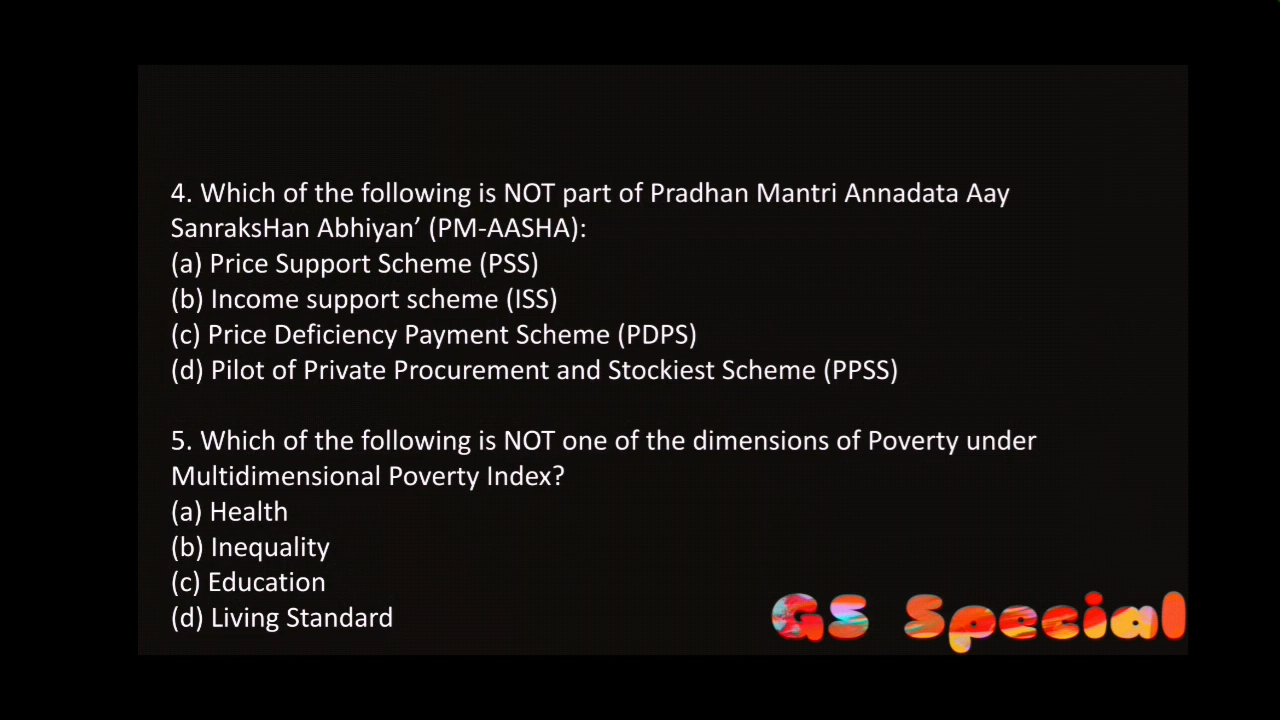 4. Which of the following is NOT part of Pradhan Mantri Annadata Aay
SanraksHan Abhiyan’ (PM-AASHA):
(a) Price Support Scheme (PSS)
(b) Income support scheme (ISS)
(c) Price Deficiency Payment Scheme (PDPS)
(d) Pilot of Private Procurement and Stockiest Scheme (PPSS)
5. Which of the following is NOT one of the dimensions of Poverty under
Multidimensional Poverty Index?
(a) Health
(b) Inequality
(c) Education
(d) Living Standard
GS Special